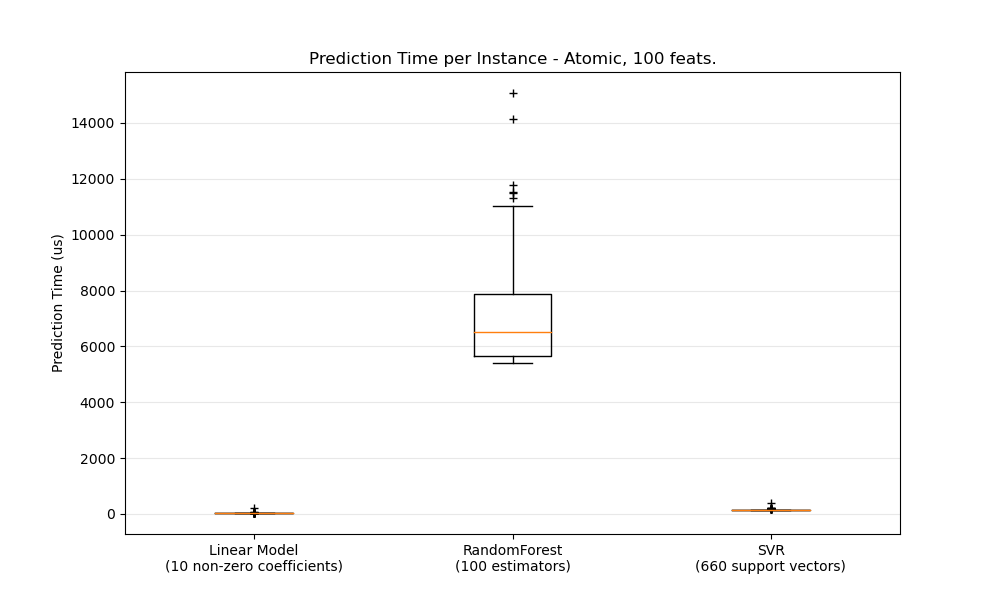 Prediction Time per Instance - Atomic, 100 feats.
Prediction Time (us)
14000
12000
10000
8000
6000
4000
2000
0
Linear Model
(10 non-zero coefficients)
RandomForest
(100 estimators)
SVR
(660 support vectors)